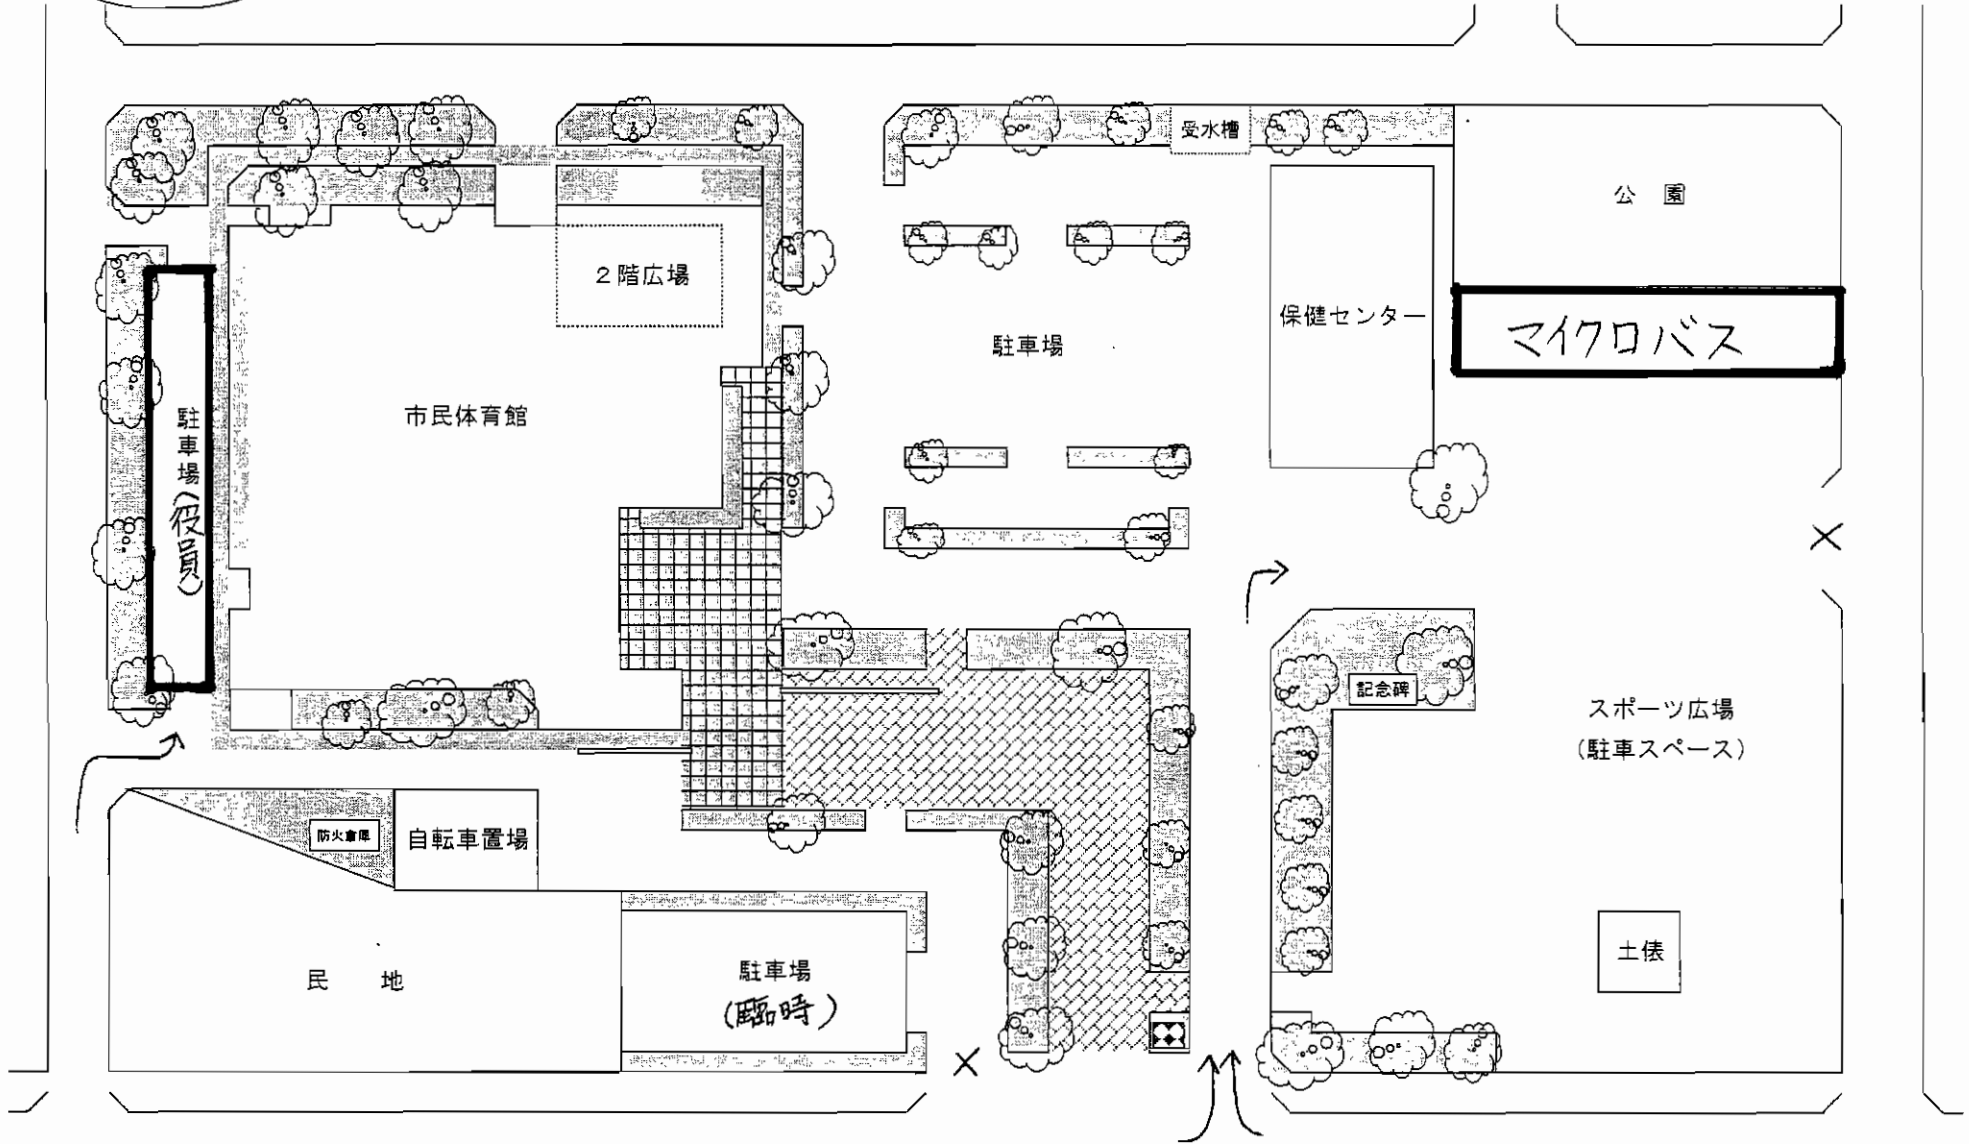 受水槽
公園
2階広場
保健センター
マイクロバス
駐車場
市民体育館
駐車場(役員)
記念碑
スポーツ広場
(駐車スペース)
防火倉庫
自転車置場
民地
駐車場
(臨時)
土俵